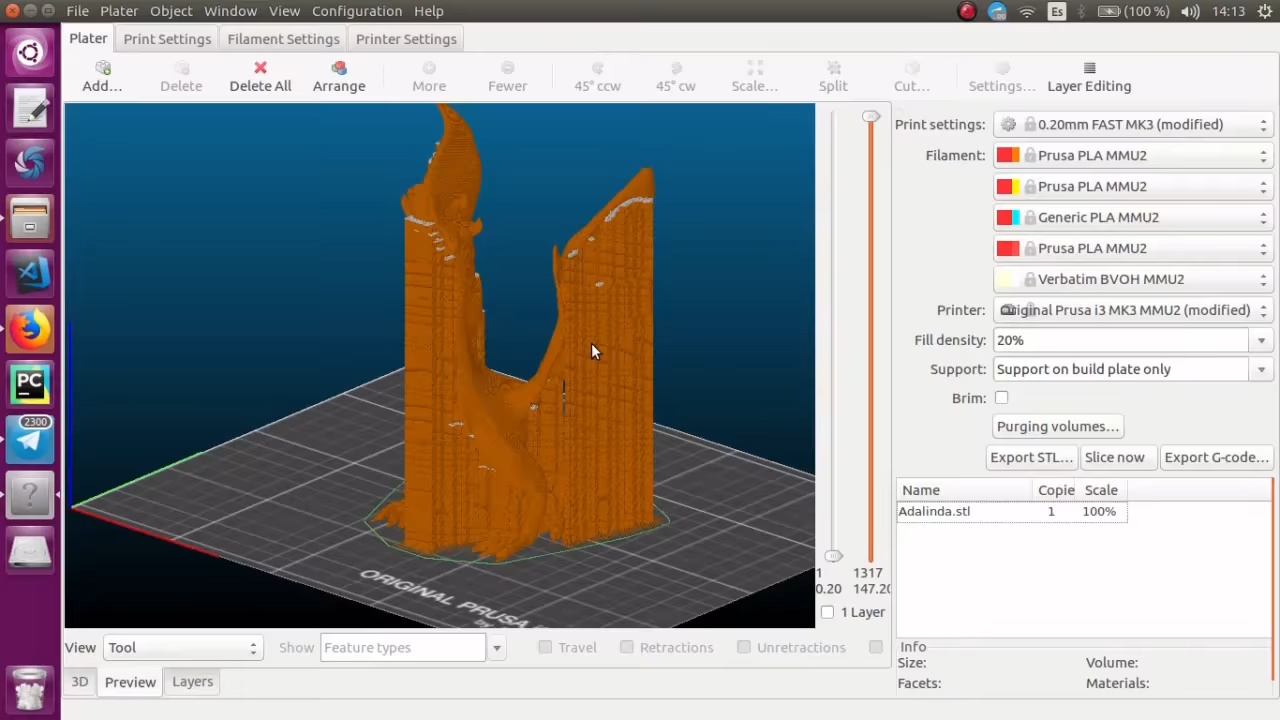 File Plater Object Window View Configuration Help Es (100 %) 14:13
Plater Print Settings Filament Settings Printer Settings
Add... Delete Delete All Arrange More Fewer 45° ccw 45° cw Scale... Split Cut... Settings... Layer Editing
Print settings: 0.20mm FAST MK3 (modified)
Filament: Prusa PLA MMU2
Prusa PLA MMU2
Generic PLA MMU2
Prusa PLA MMU2
Verbatim BVOH MMU2
Printer: Original Prusa i3 MK3 MMU2 (modified)
Fill density: 20%
Support: Support on build plate only
Brim:
Purging volumes...
Export STL... Slice now Export G-code...
Name Copie Scale
Adalinda.stl 1 100%
PC
2300
?
ORIGINAL PRUSA
by
1 1317
0.20 147.20
1 Layer
View Tool Show Feature types Travel Retractions Unretractions
3D Preview Layers
Info
Size: Volume:
Facets: Materials: